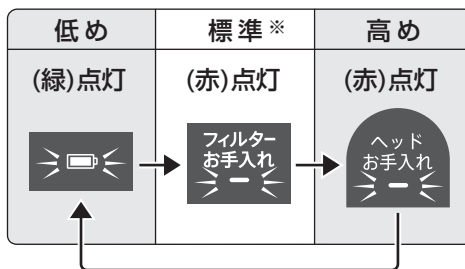 低め
標準※
高め
(緑)点灯
(赤)点灯
(赤)点灯
フィルター
お手入れ
ヘッド
お手入れ